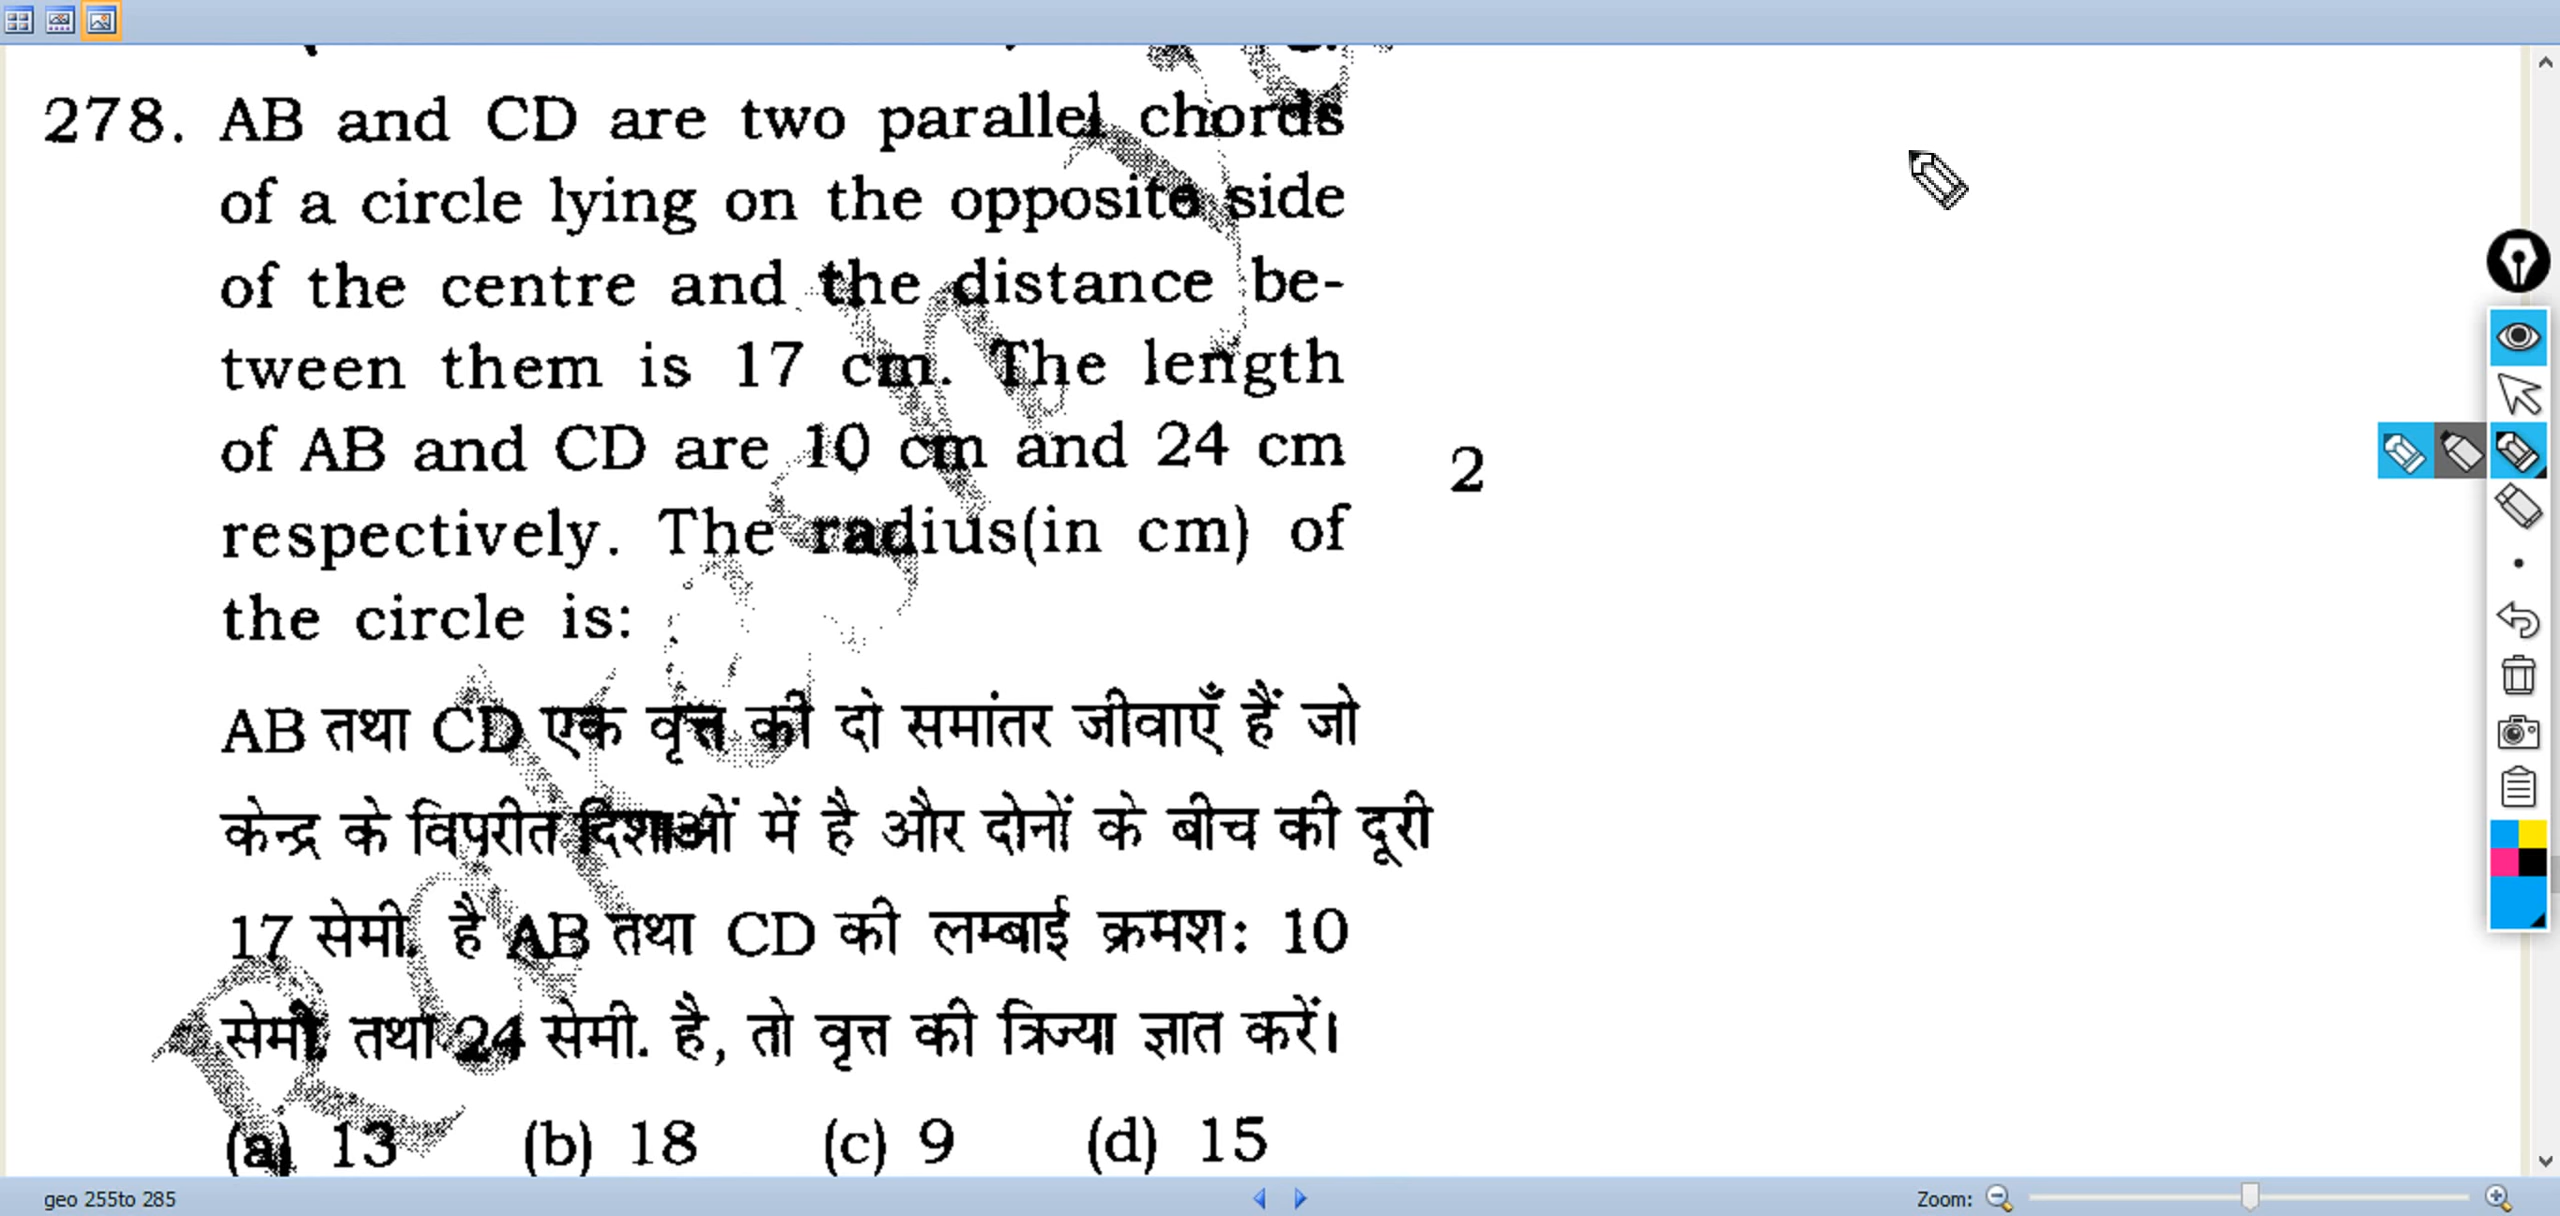 278. AB and CD are two parallel chords
of a circle lying on the opposite side
of the centre and the distance be-
tween them is 17 cm. The length
of AB and CD are 10 cm and 24 cm
2
respectively. The radius(in cm) of
the circle is:
AB तथा CD एक वृत्त की दो समांतर जीवाएँ हैं जो
केन्द्र के विपरीत दिशाओं में है और दोनों के बीच की दूरी
17 सेमी. है AB तथा CD की लम्बाई क्रमश: 10
सेमी. तथा 24 सेमी. है, तो वृत्त की त्रिज्या ज्ञात करें।
(a) 13 (b) 18 (c) 9 (d) 15
geo 255to 285
Zoom: